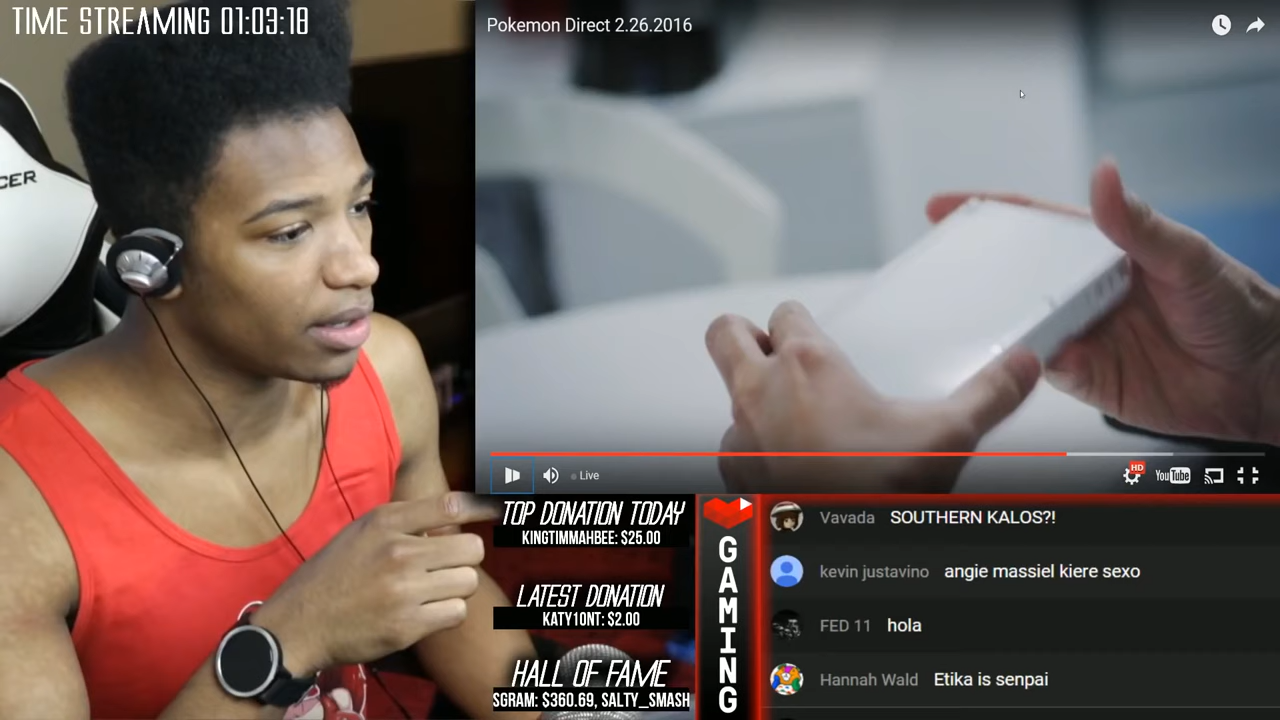 TIME STREAMING 01:03:18
Pokemon Direct 2.26.2016
CER
Live
HD
YouTube
TOP DONATION TODAY
KINGTIMMAHBEE: $25.00
LATEST DONATION
KATY10NT: $2.00
HALL OF FAME
SGRAM: $360.69, SALTY_SMASH
GAMING
Vavada SOUTHERN KALOS?!
kevin justavino angie massiel kiere sexo
FED 11 hola
Hannah Wald Etika is senpai